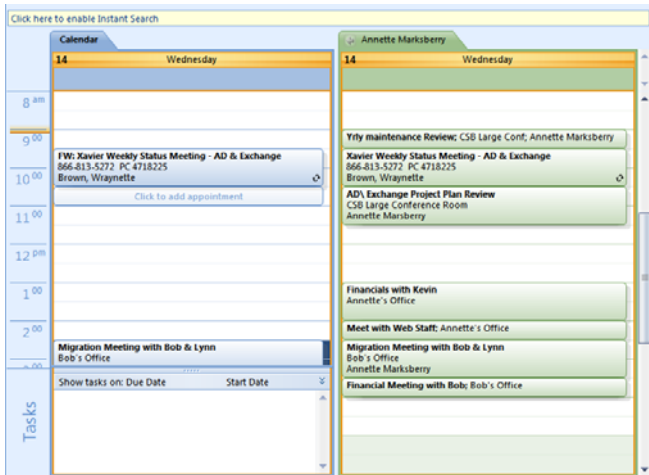 Click here to enable Instant Search
Calendar
Annette Marksberry
14 Wednesday
14 Wednesday
8 am
9 00
10 00
11 00
12 pm
1 00
2 00
FW: Xavier Weekly Status Meeting - AD & Exchange
866-813-5272 PC 4718225
Brown, Wraynette
Click to add appointment
Migration Meeting with Bob & Lynn
Bob's Office
Show tasks on: Due Date Start Date
Tasks
Yrly maintenance Review; CSB Large Conf; Annette Marksberry
Xavier Weekly Status Meeting - AD & Exchange
866-813-5272 PC 4718225
Brown, Wraynette
AD\ Exchange Project Plan Review
CSB Large Conference Room
Annette Marsberry
Financials with Kevin
Annette's Office
Meet with Web Staff; Annette's Office
Migration Meeting with Bob & Lynn
Bob's Office
Annette Marksberry
Financial Meeting with Bob; Bob's Office